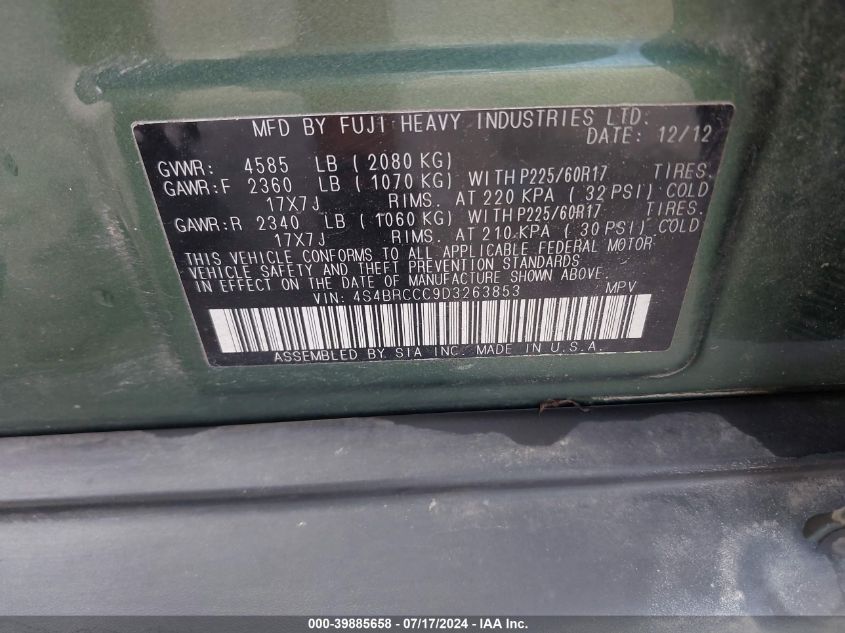 MFD BY FUJI HEAVY INDUSTRIES LTD.
DATE: 12/12
GVWR: 4585 LB (2080 KG)
GAWR:F 2360 LB (1070 KG) WITH P225/60R17 TIRES.
17X7J RIMS. AT 220 KPA (32 PSI) COLD
GAWR:R 2340 LB (1060 KG) WITH P225/60R17 TIRES.
17X7J RIMS. AT 210 KPA (30 PSI) COLD
THIS VEHICLE CONFORMS TO ALL APPLICABLE FEDERAL MOTOR
VEHICLE SAFETY AND THEFT PREVENTION STANDARDS
IN EFFECT ON THE DATE OF MANUFACTURE SHOWN ABOVE.
VIN: 4S4BRCCC9D3263853 MPV
ASSEMBLED BY SIA INC. MADE IN U.S.A.
000-39885658 - 07/17/2024 - IAA Inc.